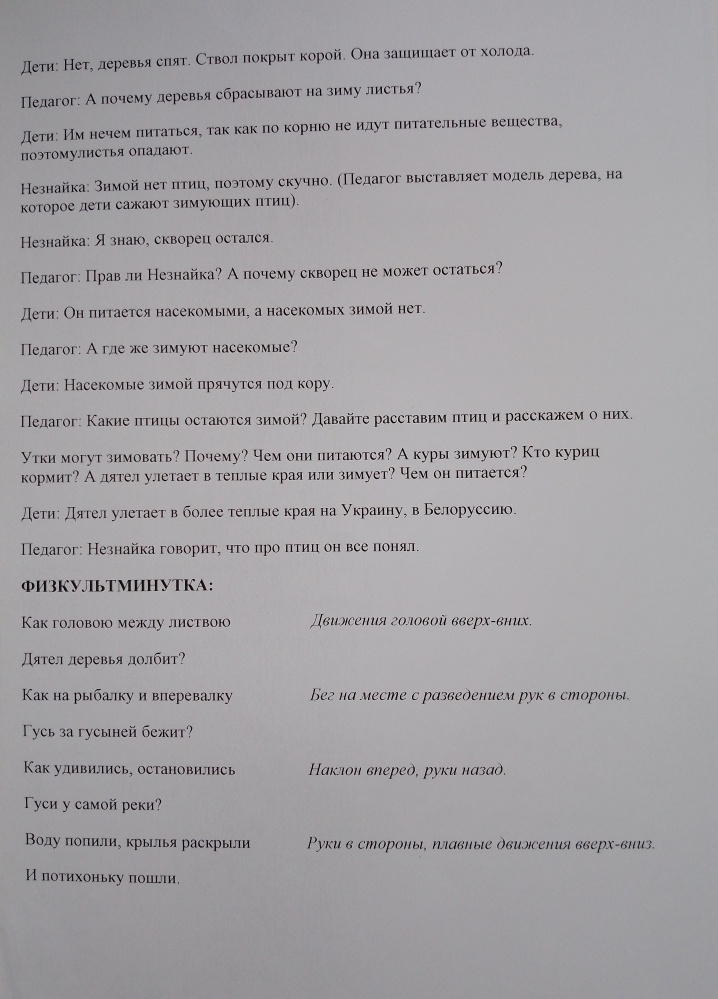 Дети: Нет, деревья спят. Ствол покрыт корой. Она защищает от холода.
Педагог: А почему деревья сбрасывают на зиму листья?
Дети: Им нечем питаться, так как по корню не идут питательные вещества,
поэтомулистья опадают.
Незнайка: Зимой нет птиц, поэтому скучно. (Педагог выставляет модель дерева, на
которое дети сажают зимующих птиц).
Незнайка: Я знаю, скворец остался.
Педагог: Прав ли Незнайка? А почему скворец не может остаться?
Дети: Он питается насекомыми, а насекомых зимой нет.
Педагог: А где же зимуют насекомые?
Дети: Насекомые зимой прячутся под кору.
Педагог: Какие птицы остаются зимой? Давайте расставим птиц и расскажем о них.
Утки могут зимовать? Почему? Чем они питаются? А куры зимуют? Кто куриц
кормит? А дятел улетает в теплые края или зимует? Чем он питается?
Дети: Дятел улетает в более теплые края на Украину, в Белоруссию.
Педагог: Незнайка говорит, что про птиц он все понял.
ФИЗКУЛЬТМИНУТКА:
Как головою между листвою Движения головой вверх-вних.
Дятел деревья долбит?
Как на рыбалку и вперевалку Бег на месте с разведением рук в стороны.
Гусь за гусыней бежит?
Как удивились, остановились Наклон вперед, руки назад.
Гуси у самой реки?
Воду попили, крылья раскрыли Руки в стороны, плавные движения вверх-вниз.
И потихоньку пошли.